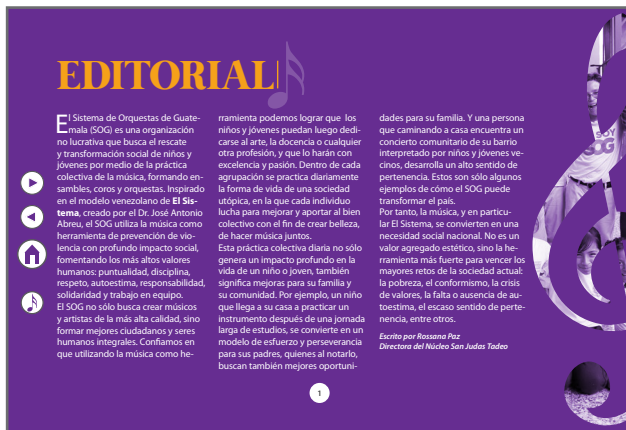 EDITORIAL
El Sistema de Orquestas de Guate-
mala (SOG) es una organización
no lucrativa que busca el rescate
y transformación social de niños y
jóvenes por medio de la práctica
colectiva de la música, formando en-
sambles, coros y orquestas. Inspirado
en el modelo venezolano de El Sis-
tema, creado por el Dr. José Antonio
Abreu, el SOG utiliza la música como
herramienta de prevención de vio-
lencia con profundo impacto social,
fomentando los más altos valores
humanos: puntualidad, disciplina,
respeto, autoestima, responsabilidad,
solidaridad y trabajo en equipo.
El SOG no sólo busca crear músicos
y artistas de la más alta calidad, sino
formar mejores ciudadanos y seres
humanos integrales. Confiamos en
que utilizando la música como he-
rramienta podemos lograr que los
niños y jóvenes puedan luego dedi-
carse al arte, la docencia o cualquier
otra profesión, y que lo harán con
excelencia y pasión. Dentro de cada
agrupación se practica diariamente
la forma de vida de una sociedad
utópica, en la que cada individuo
lucha para mejorar y aportar al bien
colectivo con el fin de crear belleza,
de hacer música juntos.
Esta práctica colectiva diaria no sólo
genera un impacto profundo en la
vida de un niño o joven, también
significa mejoras para su familia y
su comunidad. Por ejemplo, un niño
que llega a su casa a practicar un
instrumento después de una jornada
larga de estudios, se convierte en un
modelo de esfuerzo y perseverancia
para sus padres, quienes al notarlo,
buscan también mejores oportuni-
dades para su familia. Y una persona
que caminando a casa encuentra un
concierto comunitario de su barrio
interpretado por niños y jóvenes ve-
cinos, desarrolla un alto sentido de
pertenencia. Estos son sólo algunos
ejemplos de cómo el SOG puede
transformar el país.
Por tanto, la música, y en particu-
lar El Sistema, se convierten en una
necesidad social nacional. No es un
valor agregado estético, sino la he-
rramienta más fuerte para vencer los
mayores retos de la sociedad actual:
la pobreza, el conformismo, la crisis
de valores, la falta o ausencia de au-
toestima, el escaso sentido de perte-
nencia, entre otros.
Escrito por Rossana Paz
Directora del Núcleo San Judas Tadeo
SOY
SOG
1